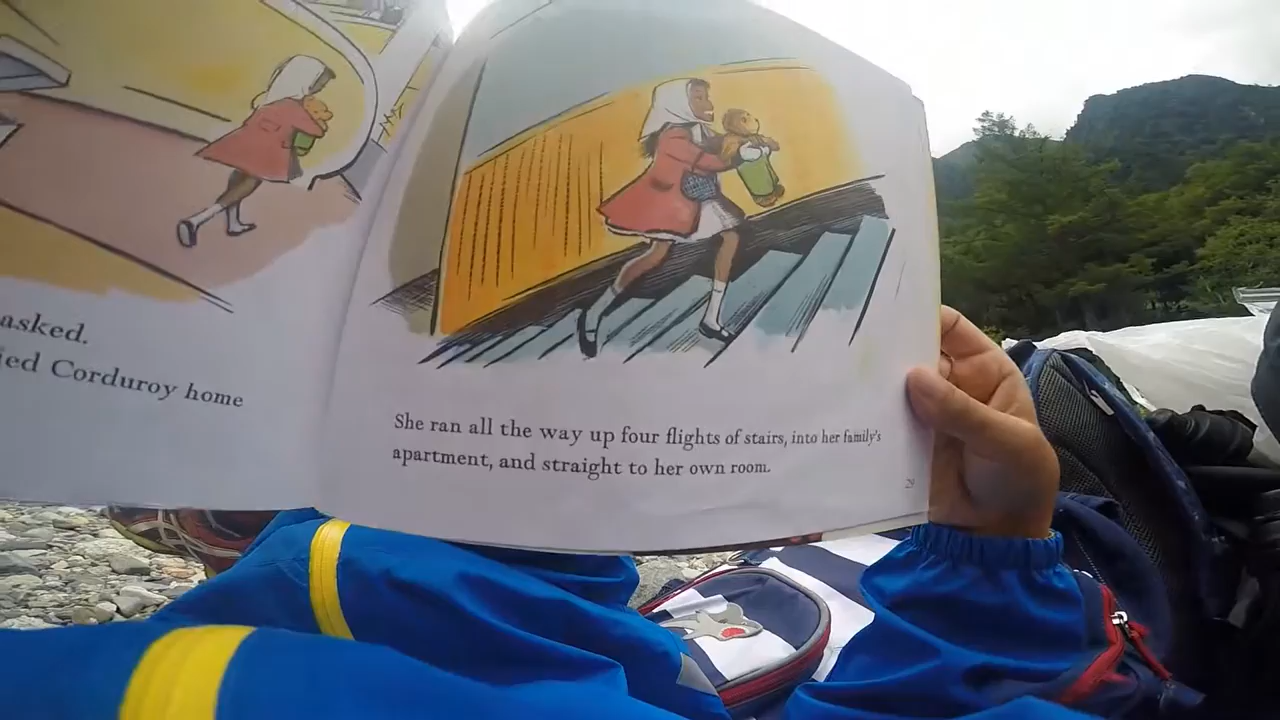 asked.
ied Corduroy home
She ran all the way up four flights of stairs, into her family's
apartment, and straight to her own room.
29